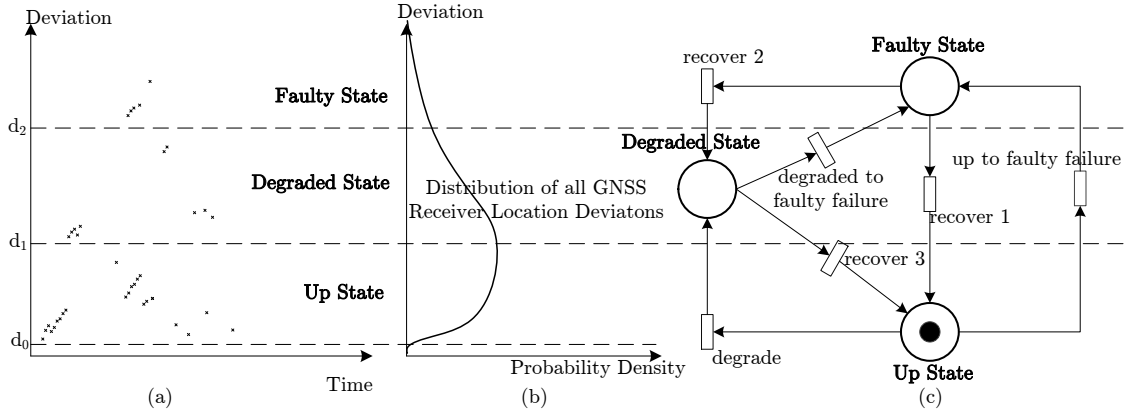 Deviation
d2
d1
d0
Time
(a)
Faulty State
Degraded State
Up State
Deviation
Distribution of all GNSS
Receiver Location Deviatons
Probability Density
(b)
Faulty State
recover 2
Degraded State
degraded to
faulty failure
up to faulty failure
recover 1
recover 3
degrade
Up State
(c)